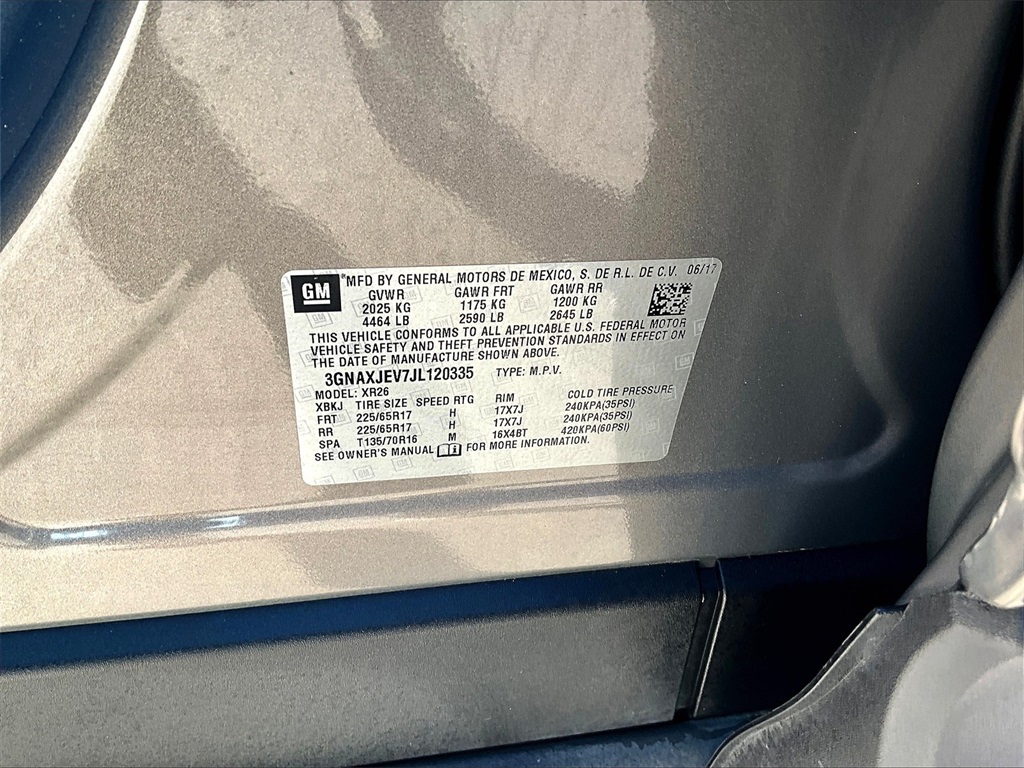 GM
*MFD BY GENERAL MOTORS DE MEXICO, S. DE R.L. DE C.V. 06/17
GVWR GAWR FRT GAWR RR
2025 KG 1175 KG 1200 KG
4464 LB 2590 LB 2645 LB
THIS VEHICLE CONFORMS TO ALL APPLICABLE U.S. FEDERAL MOTOR
VEHICLE SAFETY AND THEFT PREVENTION STANDARDS IN EFFECT ON
THE DATE OF MANUFACTURE SHOWN ABOVE.
3GNAXJEV7JL120335 TYPE: M.P.V.
MODEL: XR26
XBKJ TIRE SIZE SPEED RTG RIM COLD TIRE PRESSURE
FRT 225/65R17 H 17X7J 240KPA(35PSI)
RR 225/65R17 H 17X7J 240KPA(35PSI)
SPA T135/70R16 M 16X4BT 420KPA(60PSI)
SEE OWNER'S MANUAL FOR MORE INFORMATION.